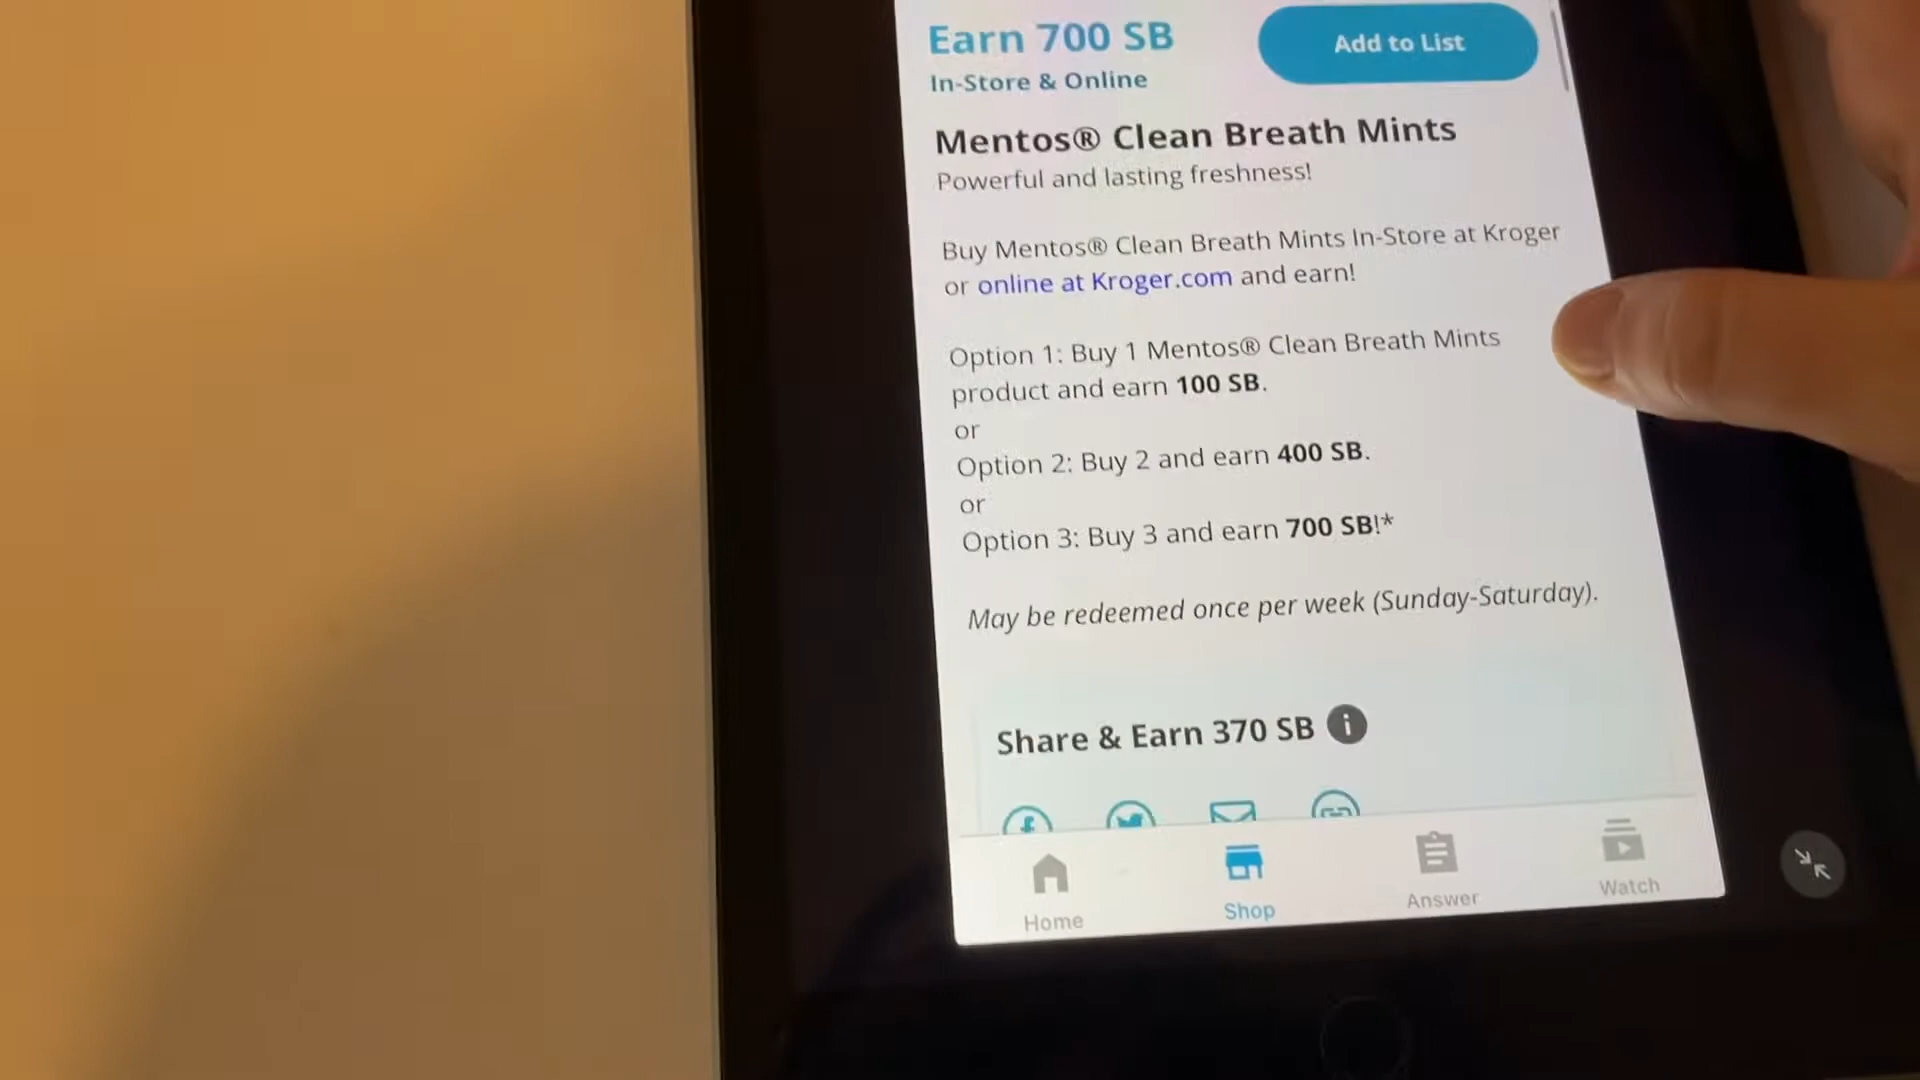 Earn 700 SB
Add to List
In-Store & Online
Mentos® Clean Breath Mints
Powerful and lasting freshness!
Buy Mentos® Clean Breath Mints In-Store at Kroger
or online at Kroger.com and earn!
Option 1: Buy 1 Mentos® Clean Breath Mints
product and earn 100 SB.
or
Option 2: Buy 2 and earn 400 SB.
or
Option 3: Buy 3 and earn 700 SB!*
May be redeemed once per week (Sunday-Saturday).
Share & Earn 370 SB
Home
Shop
Answer
Watch